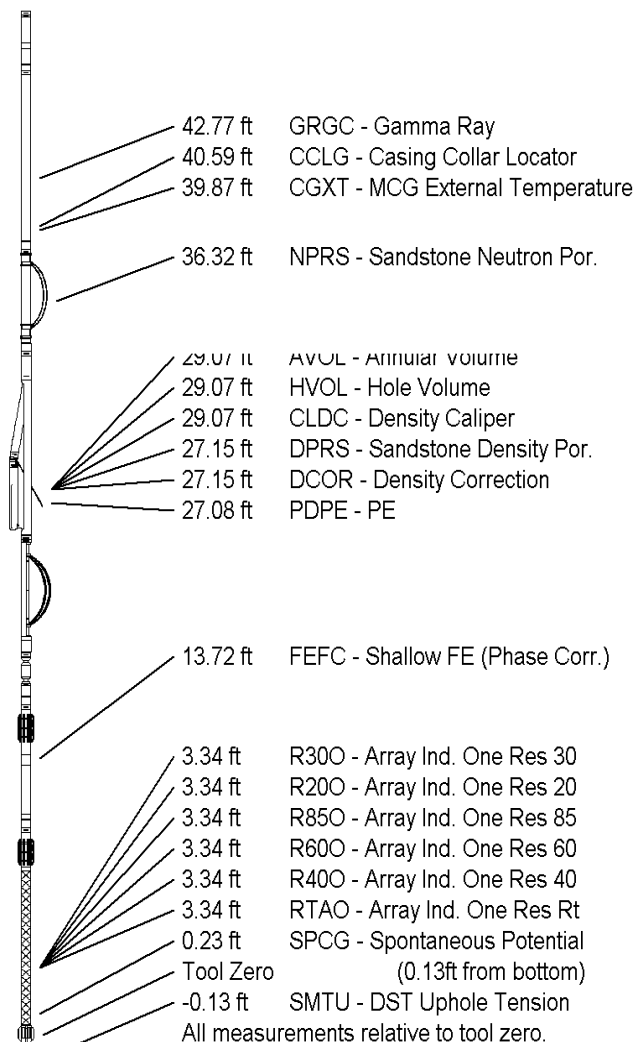 42.77 ft GRGC - Gamma Ray
40.59 ft CCLG - Casing Collar Locator
39.87 ft CGXT - MCG External Temperature
36.32 ft NPRS - Sandstone Neutron Por.
29.07 ft AVOL - Annular Volume
29.07 ft HVOL - Hole Volume
29.07 ft CLDC - Density Caliper
27.15 ft DPRS - Sandstone Density Por.
27.15 ft DCOR - Density Correction
27.08 ft PDPE - PE
13.72 ft FEFC - Shallow FE (Phase Corr.)
3.34 ft R30O - Array Ind. One Res 30
3.34 ft R20O - Array Ind. One Res 20
3.34 ft R85O - Array Ind. One Res 85
3.34 ft R60O - Array Ind. One Res 60
3.34 ft R40O - Array Ind. One Res 40
3.34 ft RTAO - Array Ind. One Res Rt
0.23 ft SPCG - Spontaneous Potential
Tool Zero (0.13ft from bottom)
-0.13 ft SMTU - DST Uphole Tension
All measurements relative to tool zero.